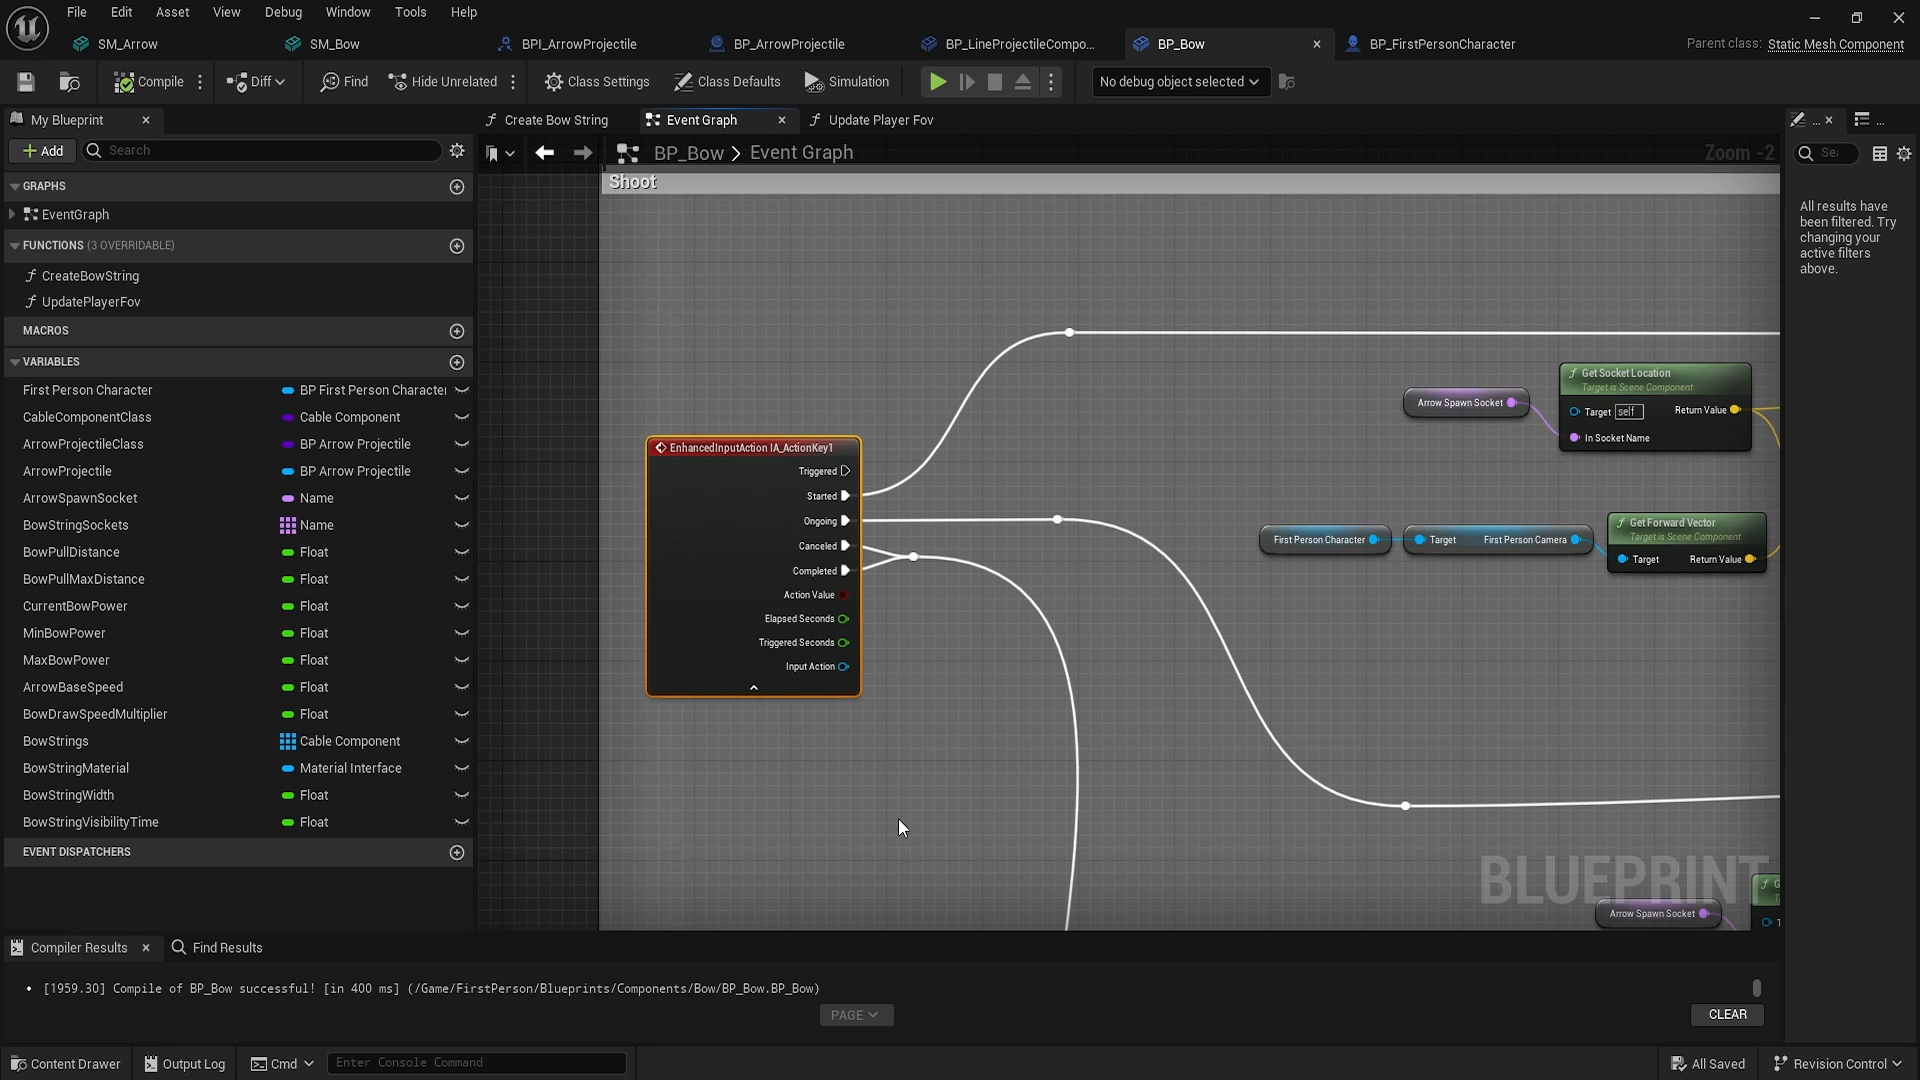 File Edit Asset View Debug Window Tools Help
SM_Arrow SM_Bow BPI_ArrowProjectile BP_ArrowProjectile BP_LineProjectileCompo... BP_Bow BP_FirstPersonCharacter Parent class: Static Mesh Component
Compile Diff Find Hide Unrelated Class Settings Class Defaults Simulation No debug object selected
My Blueprint Create Bow String Event Graph Update Player Fov ... ...
Add Search BP_Bow Event Graph Zoom -2
GRAPHS
EventGraph
FUNCTIONS (3 OVERRIDABLE)
CreateBowString
UpdatePlayerFov
MACROS
VARIABLES
First Person Character BP First Person Character
CableComponentClass Cable Component
ArrowProjectileClass BP Arrow Projectile
ArrowProjectile BP Arrow Projectile
ArrowSpawnSocket Name
BowStringSockets Name
BowPullDistance Float
BowPullMaxDistance Float
CurrentBowPower Float
MinBowPower Float
MaxBowPower Float
ArrowBaseSpeed Float
BowDrawSpeedMultiplier Float
BowStrings Cable Component
BowStringMaterial Material Interface
BowStringWidth Float
BowStringVisibilityTime Float
EVENT DISPATCHERS
Shoot
EnhancedInputAction IA_ActionKey1
Triggered
Started
Ongoing
Canceled
Completed
Action Value
Elapsed Seconds
Triggered Seconds
Input Action
Arrow Spawn Socket
Get Socket Location
Target is Scene Component
Target self Return Value
In Socket Name
First Person Character
Target First Person Camera
Get Forward Vector
Target is Scene Component
Target Return Value
Arrow Spawn Socket
BLUEPRINT
All results have
been filtered. Try
changing your
active filters
above.
Compiler Results Find Results
• [1959.30] Compile of BP_Bow successful! [in 400 ms] (/Game/FirstPerson/Blueprints/Components/Bow/BP_Bow.BP_Bow)
PAGE CLEAR
Content Drawer Output Log Cmd Enter Console Command All Saved Revision Control